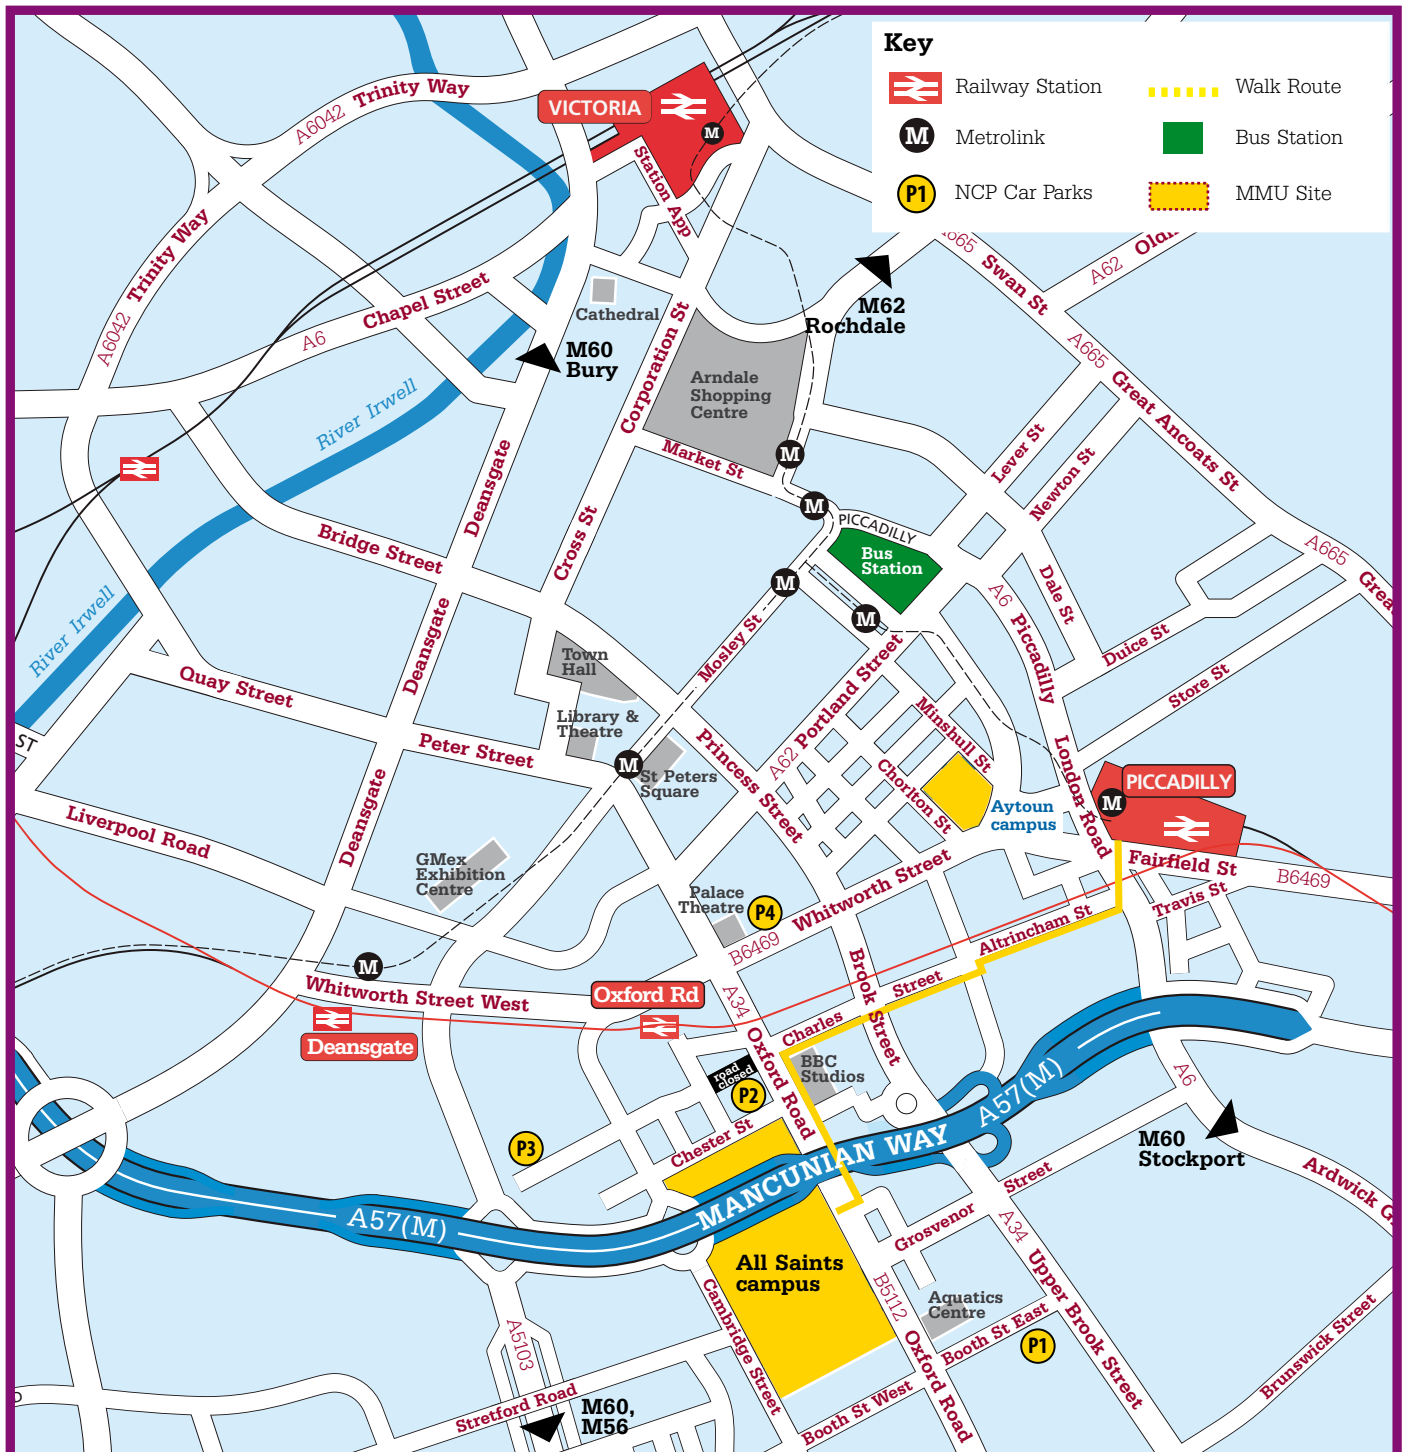 Key
Railway Station
Walk Route
M
Metrolink
Bus Station
P1
NCP Car Parks
MMU Site
Trinity Way
A6042
VICTORIA
M
Station App
Trinity Way
A6042
Chapel Street
A6
Cathedral
M60
Bury
M62
Rochdale
Swan St
A62
A665
Great Ancoats St
A665
River Irwell
Corporation St
Arndale
Shopping
Centre
Market St
M
M
PICCADILLY
Bus
Station
M
M
Lever St
Newton St
Dale St
A6
Piccadilly
Duice St
Store St
Deansgate
Bridge Street
Cross St
River Irwell
Deansgate
Town
Hall
Mosley St
Portland Street
A62
Quay Street
Library &
Theatre
Peter Street
M
St Peters
Square
Princess Street
Minshull St
Chorlton St
Aytoun
campus
London Road
PICCADILLY
M
ST
Liverpool Road
Deansgate
GMex
Exhibition
Centre
Palace
Theatre
P4
B6469
Whitworth Street
Fairfield St
B6469
Travis St
Altrincham St
M
Whitworth Street West
Deansgate
Oxford Rd
A34
Brook Street
Charles Street
Oxford Road
BBC
Studios
road
closed
P2
P3
Chester St
MANCUNIAN WAY
A57(M)
A57(M)
A6
M60
Stockport
Ardwick G
Grosvenor Street
A34
Upper Brook Street
All Saints
campus
B5112
Oxford Road
Aquatics
Centre
Booth St East
P1
Cambridge Street
Booth St West
Brunswick Street
A5103
Stretford Road
M60,
M56